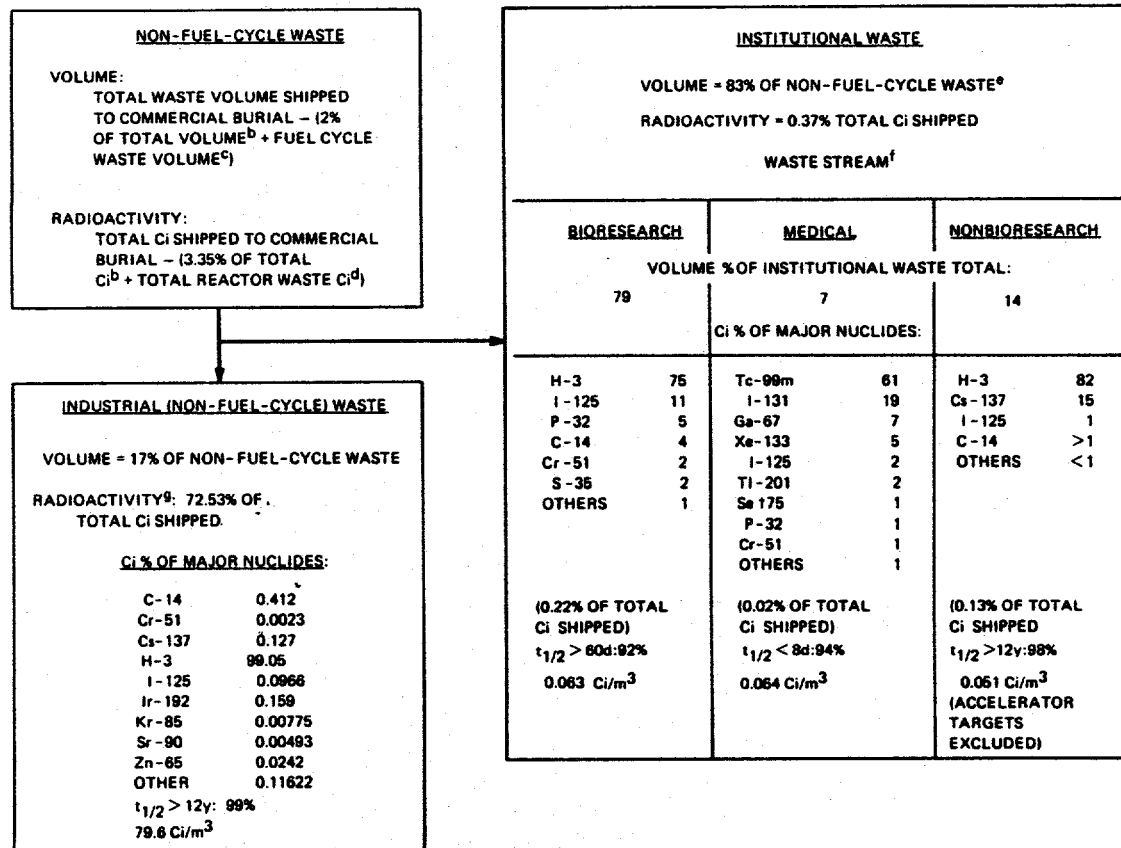 NON-FUEL-CYCLE WASTE
VOLUME:
TOTAL WASTE VOLUME SHIPPED
TO COMMERCIAL BURIAL – (2%
OF TOTAL VOLUMEᵇ + FUEL CYCLE
WASTE VOLUMEᶜ)
RADIOACTIVITY:
TOTAL Ci SHIPPED TO COMMERCIAL
BURIAL – (3.35% OF TOTAL
Ciᵇ + TOTAL REACTOR WASTE Ciᵈ)
INDUSTRIAL (NON-FUEL-CYCLE) WASTE
VOLUME = 17% OF NON-FUEL-CYCLE WASTE
RADIOACTIVITYᵍ: 72.53% OF
TOTAL Ci SHIPPED.
Ci % OF MAJOR NUCLIDES:
C-14 0.412
Cr-51 0.0023
Cs-137 0.127
H-3 99.05
I-125 0.0966
Ir-192 0.159
Kr-85 0.00775
Sr-90 0.00493
Zn-65 0.0242
OTHER 0.11622
t1/2 > 12y: 99%
79.6 Ci/m³
INSTITUTIONAL WASTE
VOLUME = 83% OF NON-FUEL-CYCLE WASTEᵉ
RADIOACTIVITY = 0.37% TOTAL Ci SHIPPED
WASTE STREAMᶠ
BIORESEARCH MEDICAL NONBIORESEARCH
VOLUME % OF INSTITUTIONAL WASTE TOTAL:
79 7 14
Ci % OF MAJOR NUCLIDES:
H-3 75
I-125 11
P-32 5
C-14 4
Cr-51 2
S-35 2
OTHERS 1
(0.22% OF TOTAL
Ci SHIPPED)
t1/2 > 60d:92%
0.063 Ci/m³
Tc-99m 61
I-131 19
Ga-67 7
Xe-133 5
I-125 2
Tl-201 2
Se 175 1
P-32 1
Cr-51 1
OTHERS 1
(0.02% OF TOTAL
Ci SHIPPED)
t1/2 < 8d:94%
0.064 Ci/m³
H-3 82
Cs-137 15
I-125 1
C-14 >1
OTHERS <1
(0.13% OF TOTAL
Ci SHIPPED
t1/2 >12y:98%
0.051 Ci/m³
(ACCELERATOR
TARGETS
EXCLUDED)